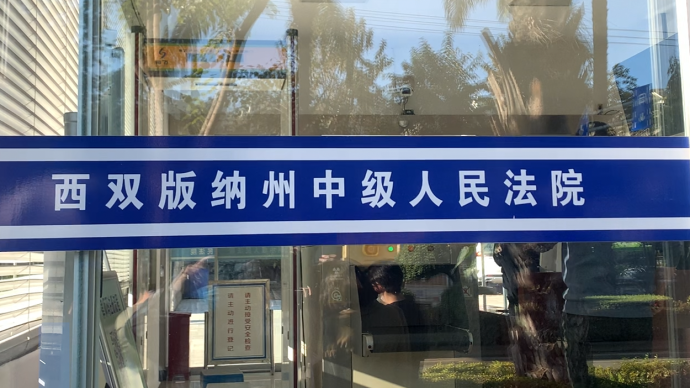 西双版纳州中级人民法院
请主动接受安全检查
请主动进行登记